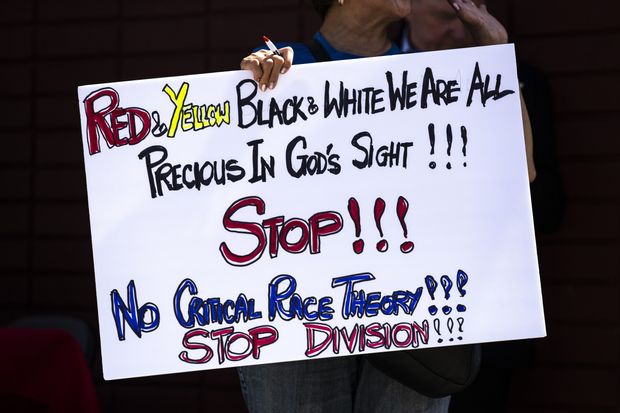 Red & Yellow Black & White We Are All
Precious In God's Sight !!!
Stop!!!
No Critical Race Theory!!!
Stop Division!!!